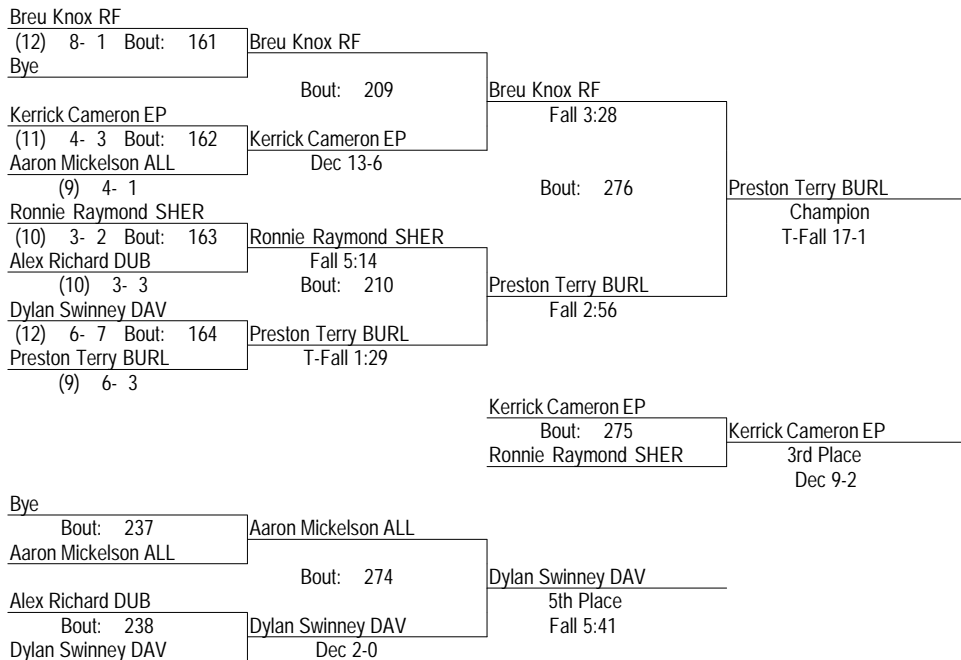 Breu Knox RF
(12) 8- 1 Bout: 161 Breu Knox RF
Bye
Bout: 209 Breu Knox RF
Kerrick Cameron EP Fall 3:28
(11) 4- 3 Bout: 162 Kerrick Cameron EP
Aaron Mickelson ALL Dec 13-6
(9) 4- 1 Bout: 276 Preston Terry BURL
Ronnie Raymond SHER Champion
(10) 3- 2 Bout: 163 Ronnie Raymond SHER T-Fall 17-1
Alex Richard DUB Fall 5:14
(10) 3- 3 Bout: 210 Preston Terry BURL
Dylan Swinney DAV Fall 2:56
(12) 6- 7 Bout: 164 Preston Terry BURL
Preston Terry BURL T-Fall 1:29
(9) 6- 3
Kerrick Cameron EP
Bout: 275 Kerrick Cameron EP
Ronnie Raymond SHER 3rd Place
Dec 9-2
Bye
Bout: 237 Aaron Mickelson ALL
Aaron Mickelson ALL
Bout: 274 Dylan Swinney DAV
Alex Richard DUB 5th Place
Bout: 238 Dylan Swinney DAV Fall 5:41
Dylan Swinney DAV Dec 2-0